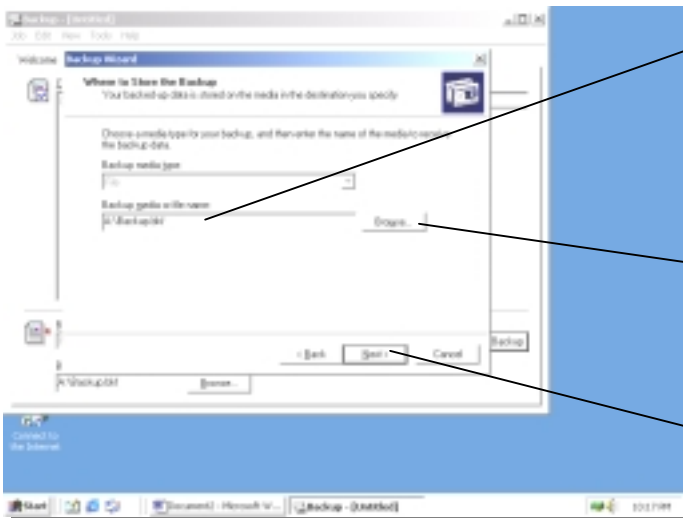 Backup - [Untitled]
Job Edit View Tools Help
Welcome
Backup Wizard
Where to Store the Backup
Your backed-up data is stored on the media in the destination you specify.
Choose a media type for your backup, and then enter the name of the media to receive
the backup data.
Backup media type:
File
Backup media or file name:
A:\Backup.bkf
Browse...
< Back Next > Cancel
Backup
A:\Backup.bkf Browse...
Connect to
the Internet
Start Document2 - Microsoft W... Backup - [Untitled] 10:17 AM